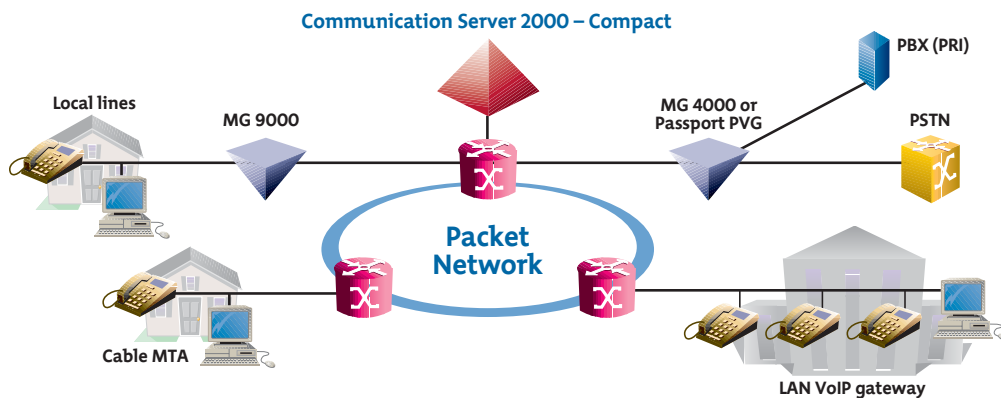 Communication Server 2000 – Compact
PBX (PRI)
Local lines
MG 9000
MG 4000 or
Passport PVG
PSTN
Packet
Network
Cable MTA
LAN VoIP gateway